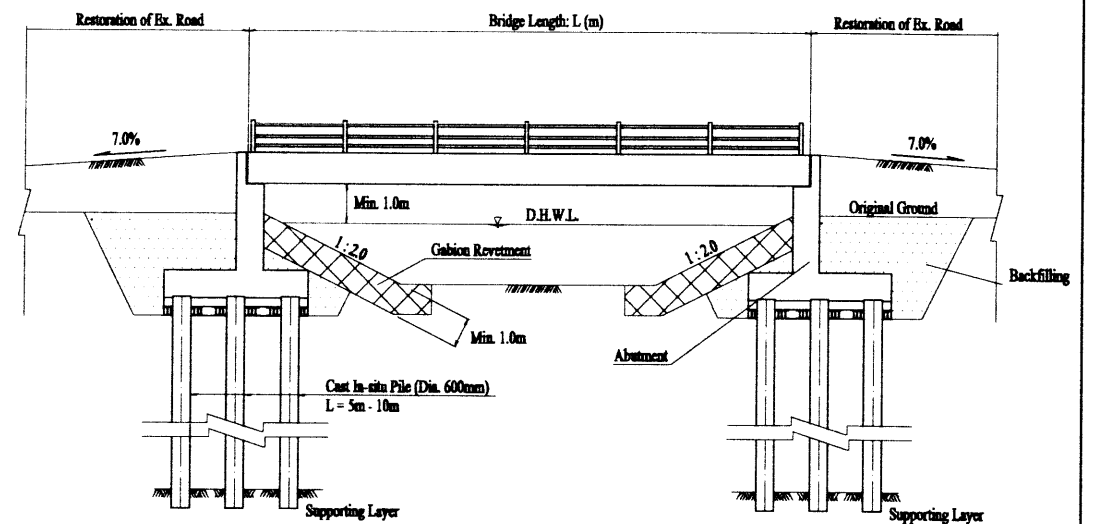 Restoration of Ex. Road
Bridge Length: L (m)
Restoration of Ex. Road
7.0%
7.0%
Min. 1.0m
D.H.W.L.
Original Ground
1 : 2.0
Gabion Revetment
1 : 2.0
Backfilling
Min. 1.0m
Abutment
Cast In-situ Pile (Dia. 600mm)
L = 5m - 10m
Supporting Layer
Supporting Layer